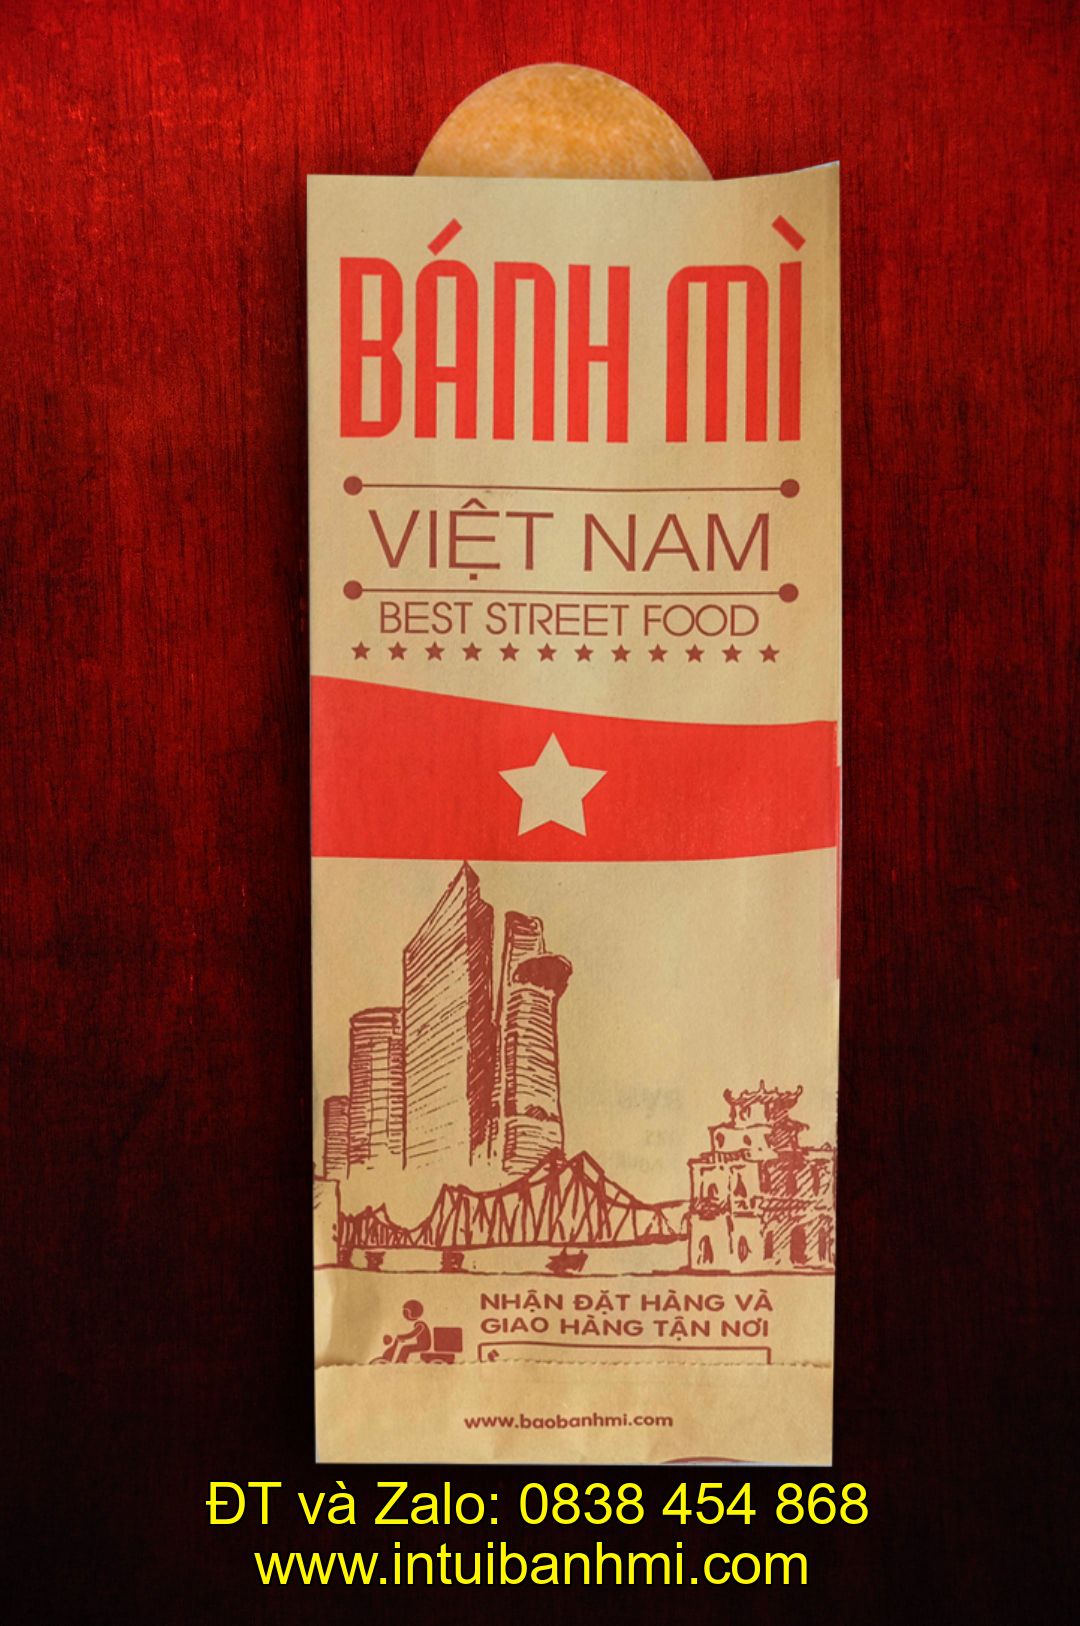 BÁNH MÌ
VIỆT NAM
BEST STREET FOOD
NHẬN ĐẶT HÀNG VÀ
GIAO HÀNG TẬN NƠI
www.baobanhmi.com
ĐT và Zalo: 0838 454 868
www.intuibanhmi.com